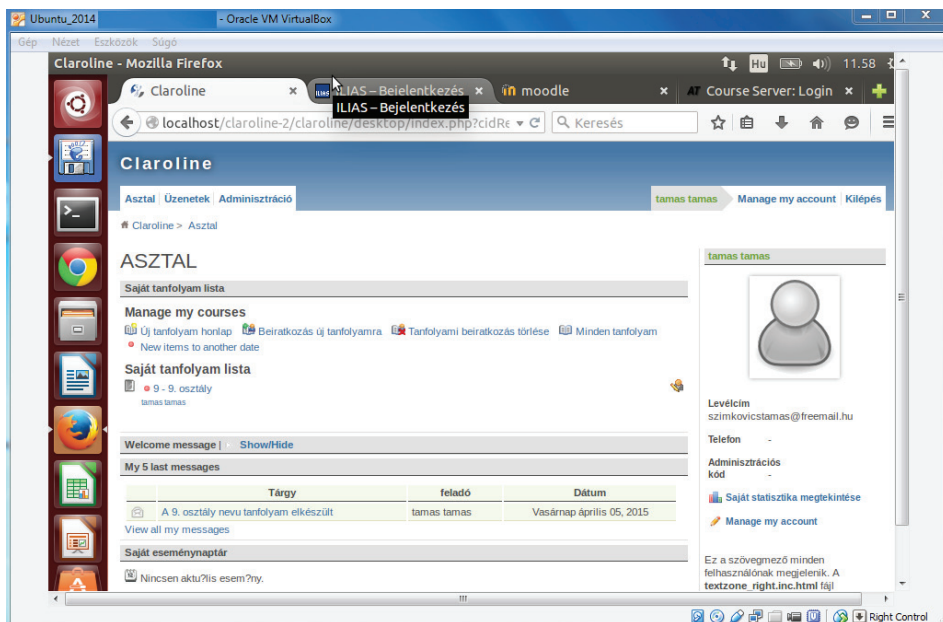 Ubuntu_2014 - Oracle VM VirtualBox
Gép Nézet Eszközök Súgó
Claroline - Mozilla Firefox Hu 11.58
Claroline ILIAS – Bejelentkezés moodle AT Course Server: Login
ILIAS – Bejelentkezés
localhost/claroline-2/claroline/desktop/index.php?cidRe Keresés
Claroline
Asztal Üzenetek Adminisztráció tamas tamas Manage my account Kilépés
Claroline > Asztal
ASZTAL
Saját tanfolyam lista
Manage my courses
Új tanfolyam honlap Beiratkozás új tanfolyamra Tanfolyami beiratkozás törlése Minden tanfolyam
New items to another date
Saját tanfolyam lista
9 - 9. osztály
tamas tamas
Welcome message | Show/Hide
My 5 last messages
Tárgy feladó Dátum
A 9. osztály nevu tanfolyam elkészült tamas tamas Vasárnap április 05, 2015
View all my messages
Saját eseménynaptár
Nincsen aktu?lis esem?ny.
tamas tamas
Levélcím
szimkovicstamas@freemail.hu
Telefon -
Adminisztrációs
kód -
Saját statisztika megtekintése
Manage my account
Ez a szövegmező minden
felhasználónak megjelenik. A
textzone_right.inc.html fájl
Right Control